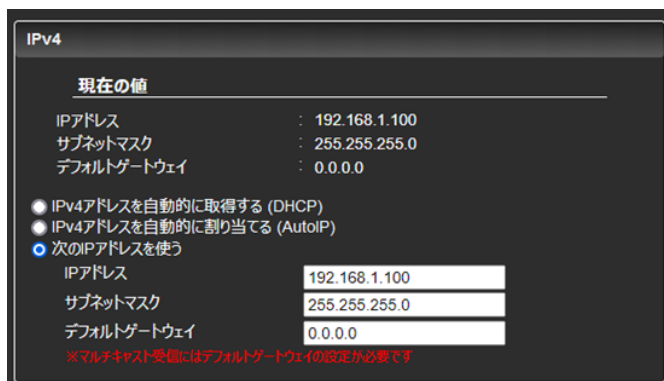 IPv4
現在の値
IPアドレス : 192.168.1.100
サブネットマスク : 255.255.255.0
デフォルトゲートウェイ : 0.0.0.0
IPv4アドレスを自動的に取得する (DHCP)
IPv4アドレスを自動的に割り当てる (AutoIP)
次のIPアドレスを使う
IPアドレス 192.168.1.100
サブネットマスク 255.255.255.0
デフォルトゲートウェイ 0.0.0.0
※マルチキャスト受信にはデフォルトゲートウェイの設定が必要です